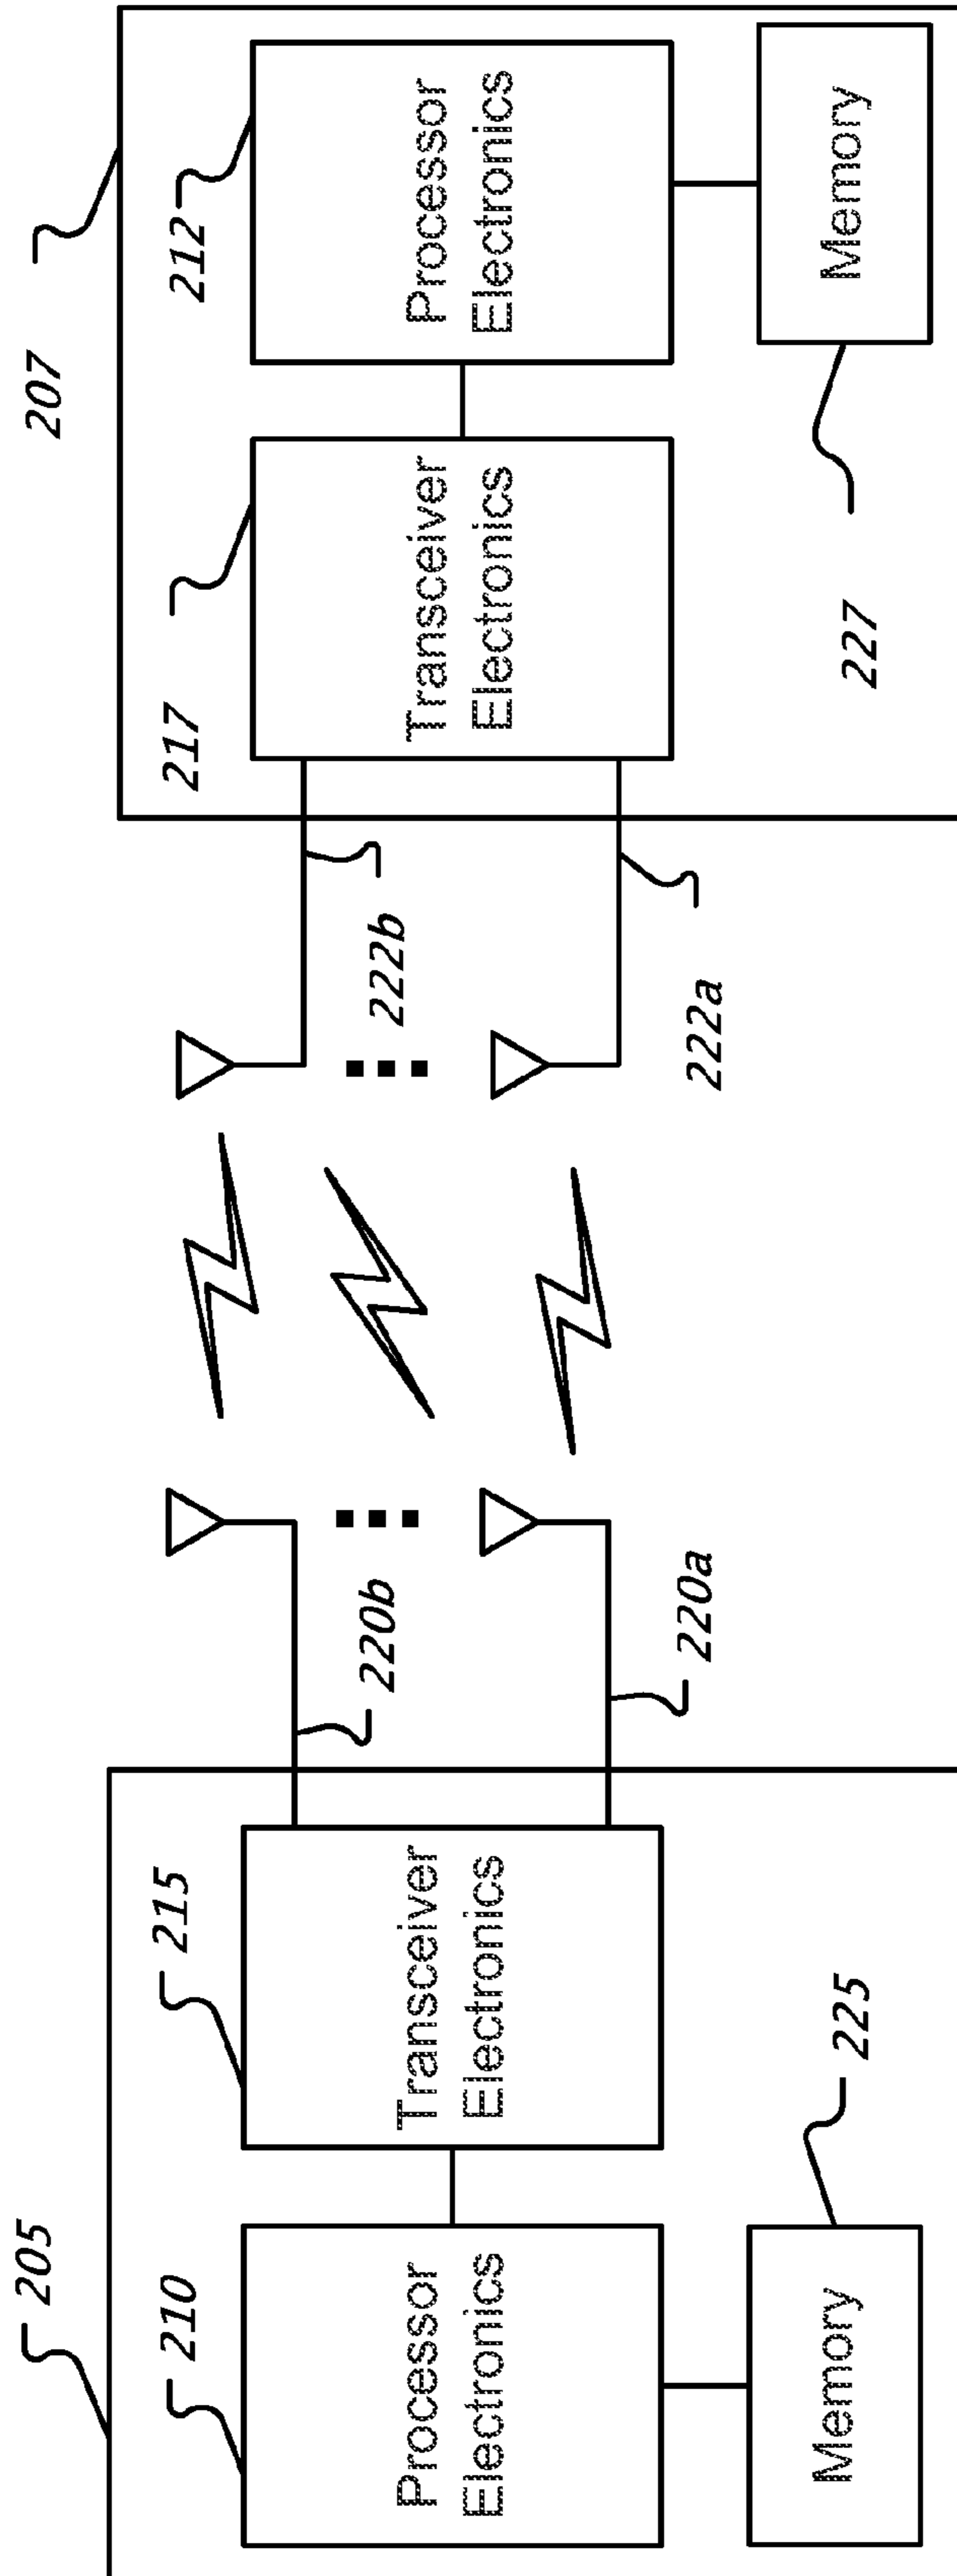 205
207
210
Processor
Electronics
215
Transceiver
Electronics
220b
220a
222b
222a
217
Transceiver
Electronics
212
Processor
Electronics
Memory
225
227
Memory